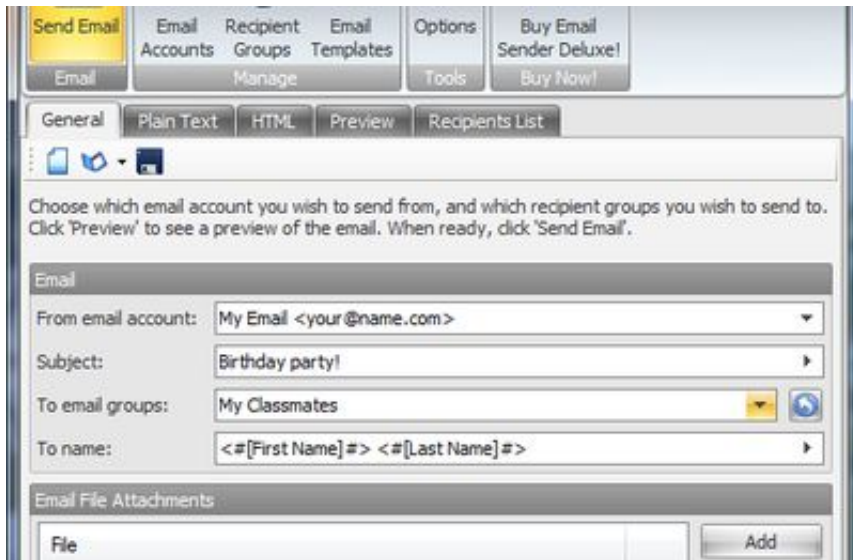 Send Email
Email Accounts
Recipient Groups
Email Templates
Options
Buy Email Sender Deluxe!
Email
Manage
Tools
Buy Now!
General Plain Text HTML Preview Recipients List
Choose which email account you wish to send from, and which recipient groups you wish to send to.
Click 'Preview' to see a preview of the email. When ready, click 'Send Email'.
Email
From email account: My Email <your@name.com>
Subject: Birthday party!
To email groups: My Classmates
To name: <#[First Name]#> <#[Last Name]#>
Email File Attachments
File
Add